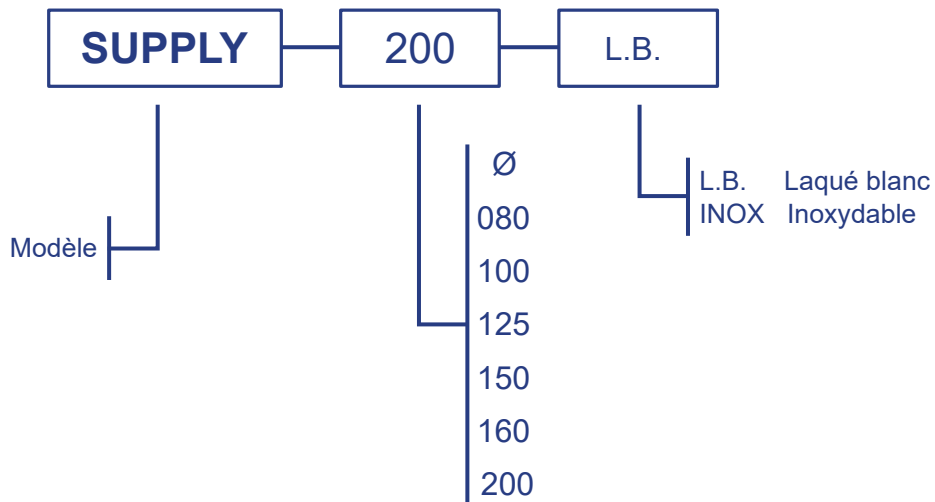 SUPPLY 200 L.B.
Modèle
Ø
080
100
125
150
160
200
L.B. Laqué blanc
INOX Inoxydable